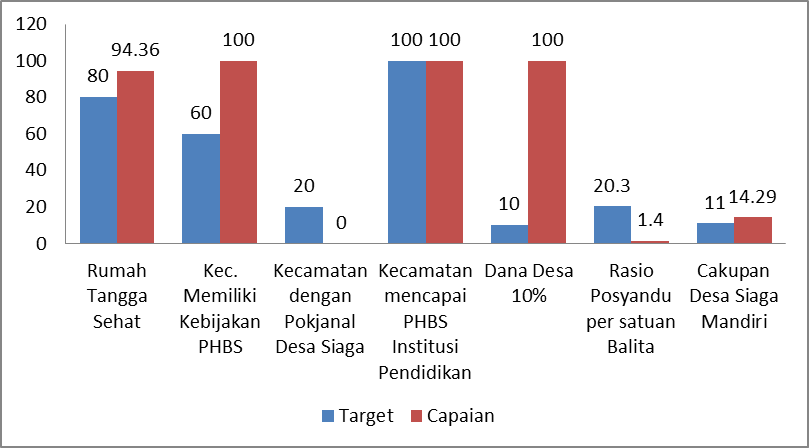 120
100
80
60
40
20
0
80
94.36
60
100
20
0
100
100
10
100
20.3
1.4
11
14.29
Rumah
Tangga
Sehat
Kec.
Memiliki
Kebijakan
PHBS
Kecamatan
dengan
Pokjanal
Desa Siaga
Kecamatan
mencapai
PHBS
Institusi
Pendidikan
Dana Desa
10%
Rasio
Posyandu
per satuan
Balita
Cakupan
Desa Siaga
Mandiri
Target
Capaian